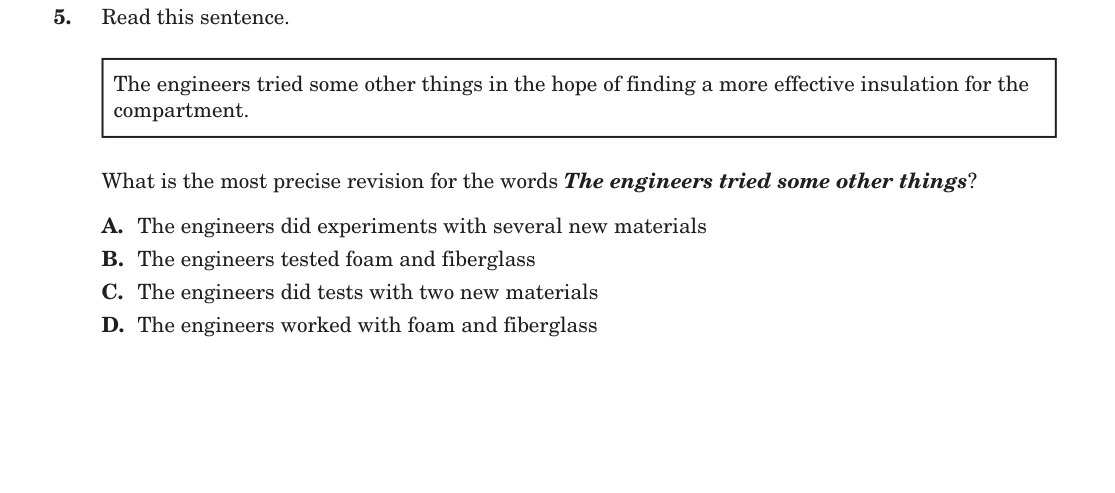 5. Read this sentence.
The engineers tried some other things in the hope of finding a more effective insulation for the
compartment.
What is the most precise revision for the words The engineers tried some other things?
A. The engineers did experiments with several new materials
B. The engineers tested foam and fiberglass
C. The engineers did tests with two new materials
D. The engineers worked with foam and fiberglass